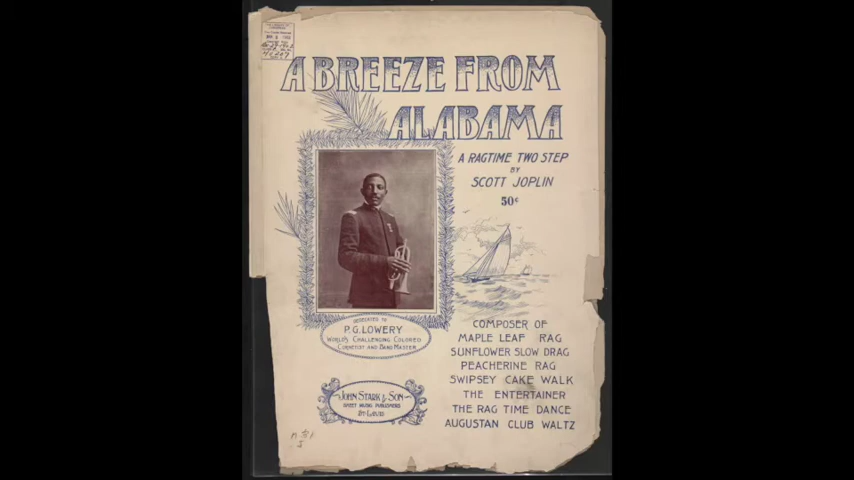 A BREEZE FROM
ALABAMA
A RAGTIME TWO STEP
BY
SCOTT JOPLIN
50¢
DEDICATED TO
P.G. LOWERY
WORLD'S CHALLENGING COLORED
CORNETIST AND BAND MASTER
JOHN STARK & SON
SHEET MUSIC PUBLISHERS
ST. LOUIS
COMPOSER OF
MAPLE LEAF RAG
SUNFLOWER SLOW DRAG
PEACHERINE RAG
SWIPSEY CAKE WALK
THE ENTERTAINER
THE RAG TIME DANCE
AUGUSTAN CLUB WALTZ